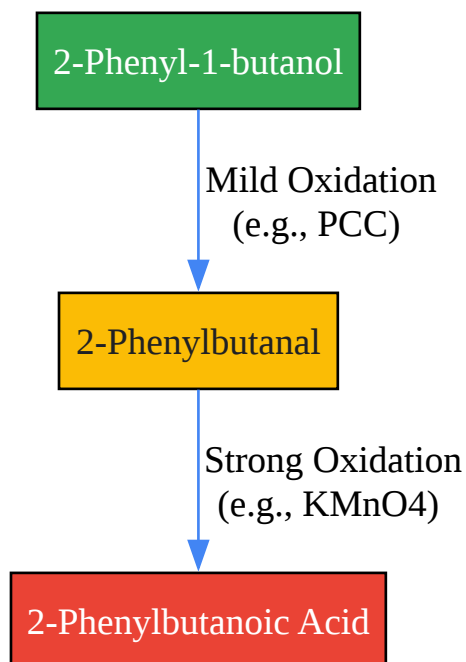 2-Phenyl-1-butanol
Mild Oxidation
(e.g., PCC)
2-Phenylbutanal
Strong Oxidation
(e.g., KMnO4)
2-Phenylbutanoic Acid